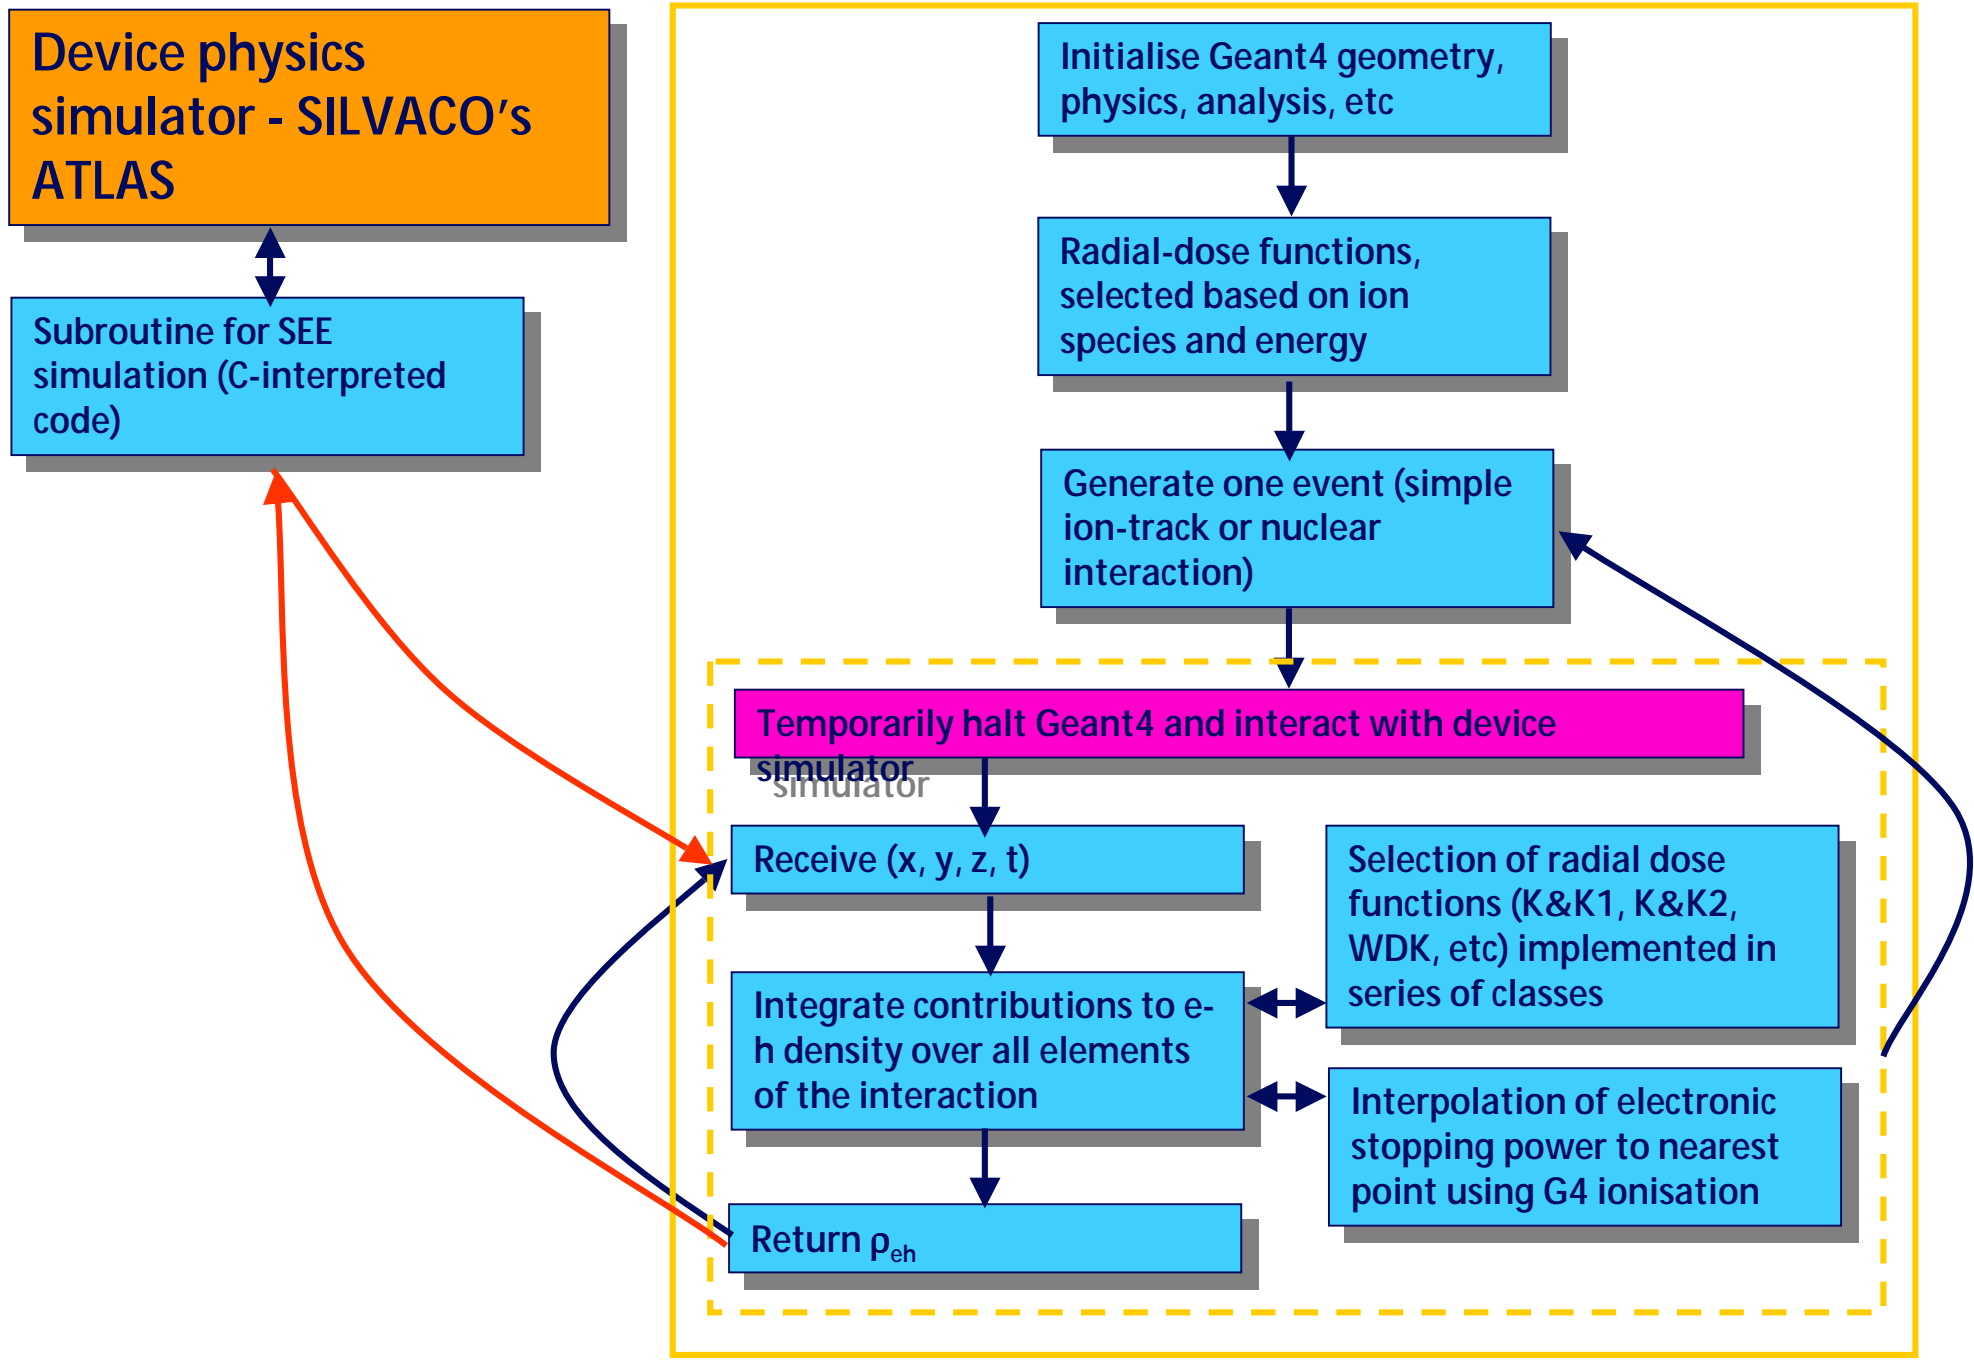 Device physics
simulator - SILVACO's
ATLAS
Subroutine for SEE
simulation (C-interpreted
code)
Initialise Geant4 geometry,
physics, analysis, etc
Radial-dose functions,
selected based on ion
species and energy
Generate one event (simple
ion-track or nuclear
interaction)
Temporarily halt Geant4 and interact with device
simulator
Receive (x, y, z, t)
Integrate contributions to e-
h density over all elements
of the interaction
Return ρeh
Selection of radial dose
functions (K&K1, K&K2,
WDK, etc) implemented in
series of classes
Interpolation of electronic
stopping power to nearest
point using G4 ionisation